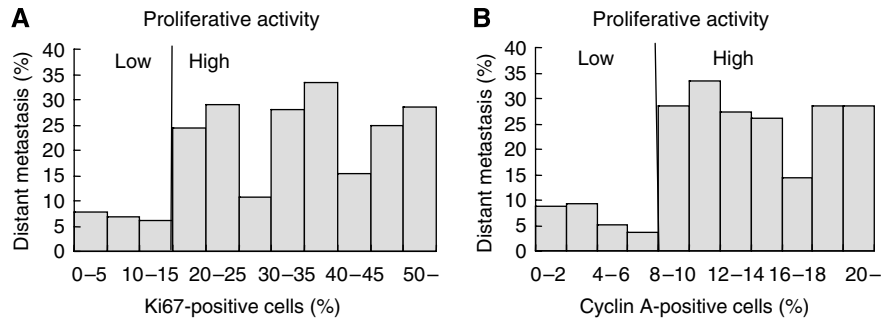 A
Proliferative activity
Distant metastasis (%)
40
35
30
25
20
15
10
5
0
Low
High
0–5 10–15 20–25 30–35 40–45 50–
Ki67-positive cells (%)
B
Proliferative activity
Distant metastasis (%)
40
35
30
25
20
15
10
5
0
Low
High
0–2 4–6 8–10 12–14 16–18 20–
Cyclin A-positive cells (%)